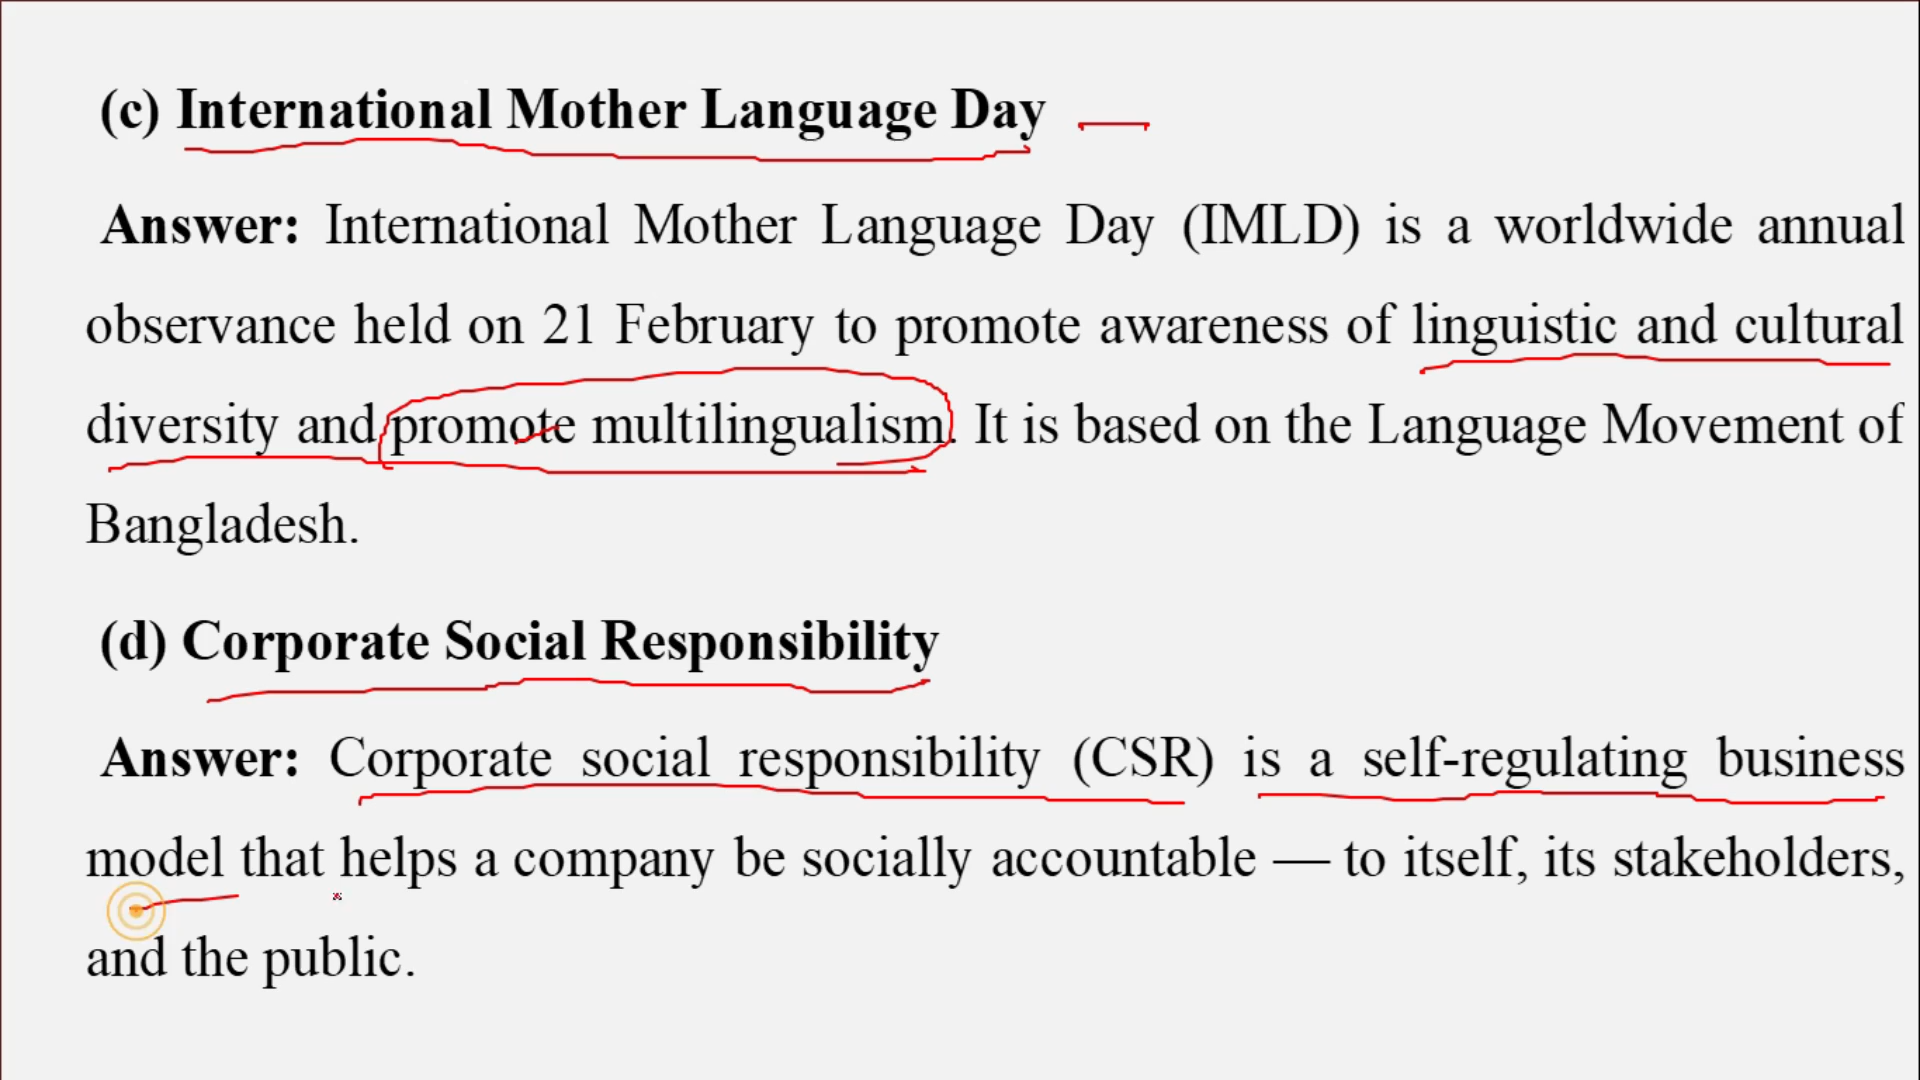 (c) International Mother Language Day
Answer: International Mother Language Day (IMLD) is a worldwide annual
observance held on 21 February to promote awareness of linguistic and cultural
diversity and promote multilingualism. It is based on the Language Movement of
Bangladesh.
(d) Corporate Social Responsibility
Answer: Corporate social responsibility (CSR) is a self-regulating business
model that helps a company be socially accountable — to itself, its stakeholders,
and the public.